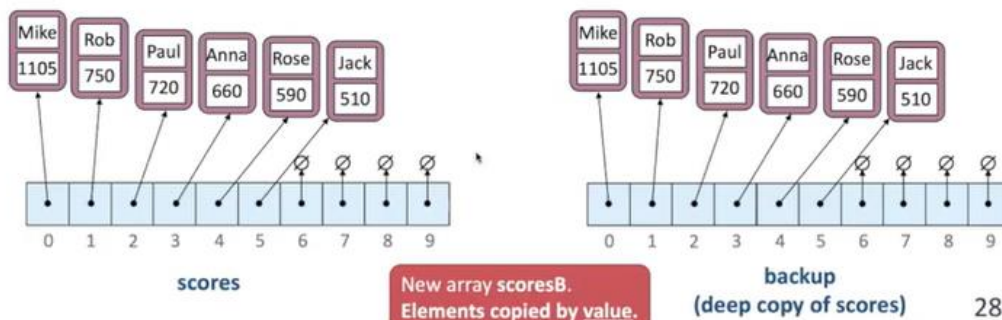 Mike
1105
Rob
750
Paul
720
Anna
660
Rose
590
Jack
510
∅ ∅ ∅ ∅
0 1 2 3 4 5 6 7 8 9
scores
Mike
1105
Rob
750
Paul
720
Anna
660
Rose
590
Jack
510
∅ ∅ ∅ ∅
0 1 2 3 4 5 6 7 8 9
backup
(deep copy of scores)
New array scoresB.
Elements copied by value.
28